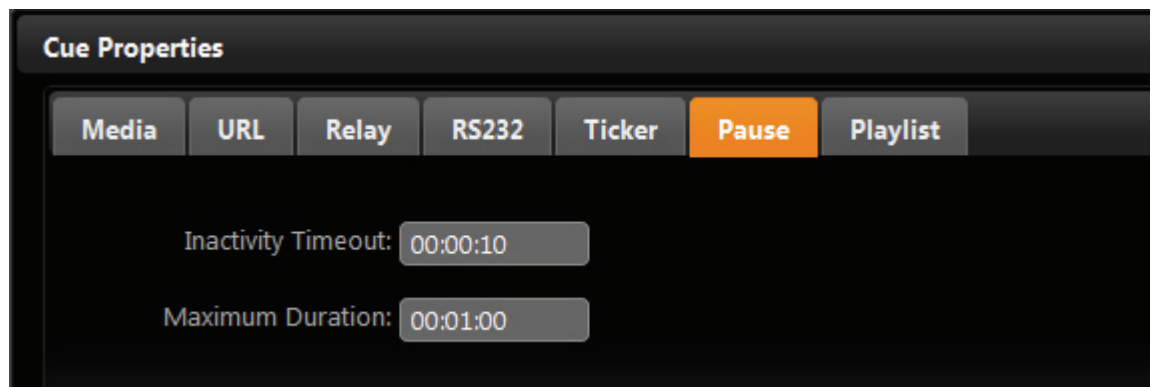 Cue Properties
Media URL Relay RS232 Ticker Pause Playlist
Inactivity Timeout: 00:00:10
Maximum Duration: 00:01:00